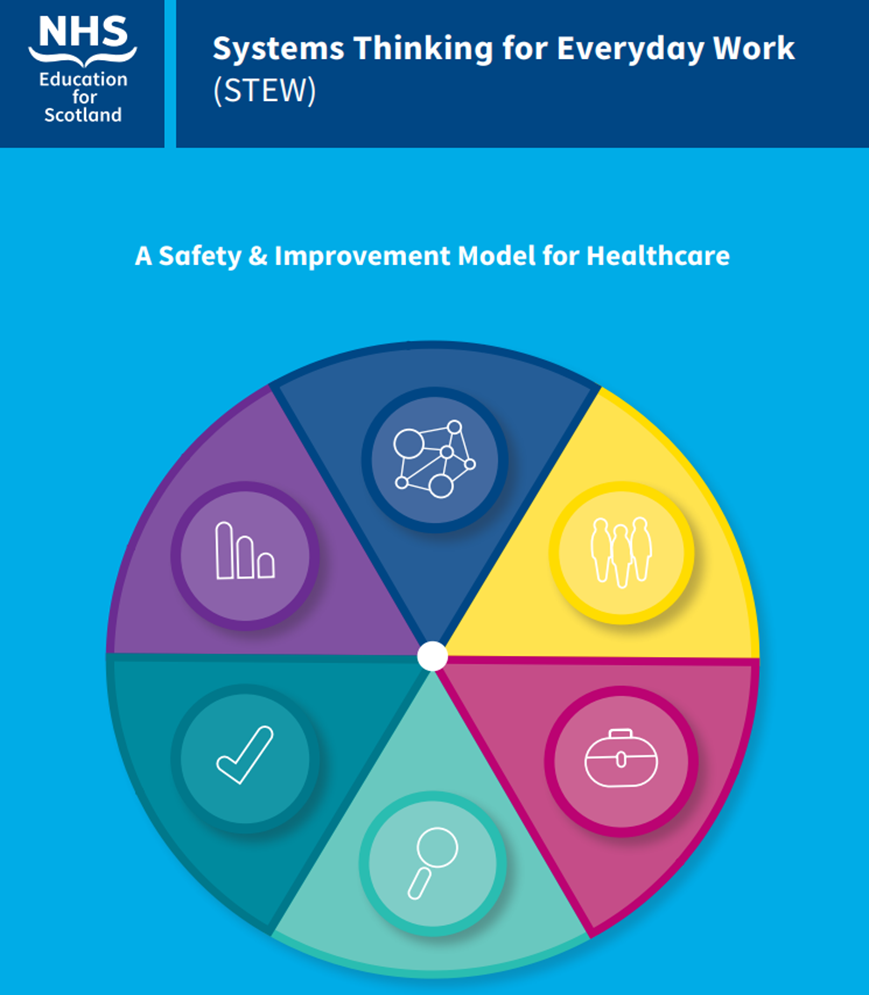 NHS
Education
for
Scotland
Systems Thinking for Everyday Work
(STEW)
A Safety & Improvement Model for Healthcare